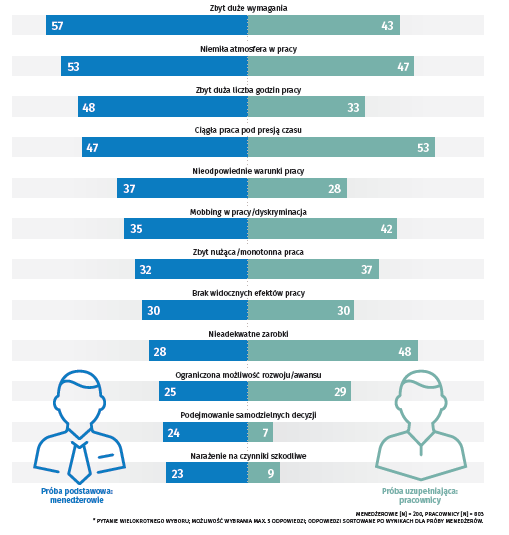 Zbyt duże wymagania
57 43
Niemiła atmosfera w pracy
53 47
Zbyt duża liczba godzin pracy
48 33
Ciągła praca pod presją czasu
47 53
Nieodpowiednie warunki pracy
37 28
Mobbing w pracy/dyskryminacja
35 42
Zbyt nużąca/monotonna praca
32 37
Brak widocznych efektów pracy
30 30
Nieadekwatne zarobki
28 48
Ograniczona możliwość rozwoju/awansu
25 29
Podejmowanie samodzielnych decyzji
24 7
Narażenie na czynniki szkodliwe
23 9
Próba podstawowa: Próba uzupełniająca:
menedżerowie pracownicy
MENEDŻEROWIE [N] = 200, PRACOWNICY [N] = 805
* PYTANIE WIELOKROTNEGO WYBORU; MOŻLIWOŚĆ WYBRANIA MAX. 5 ODPOWIEDZI; ODPOWIEDZI SORTOWANE PO WYNIKACH DLA PRÓBY MENEDŻERÓW.